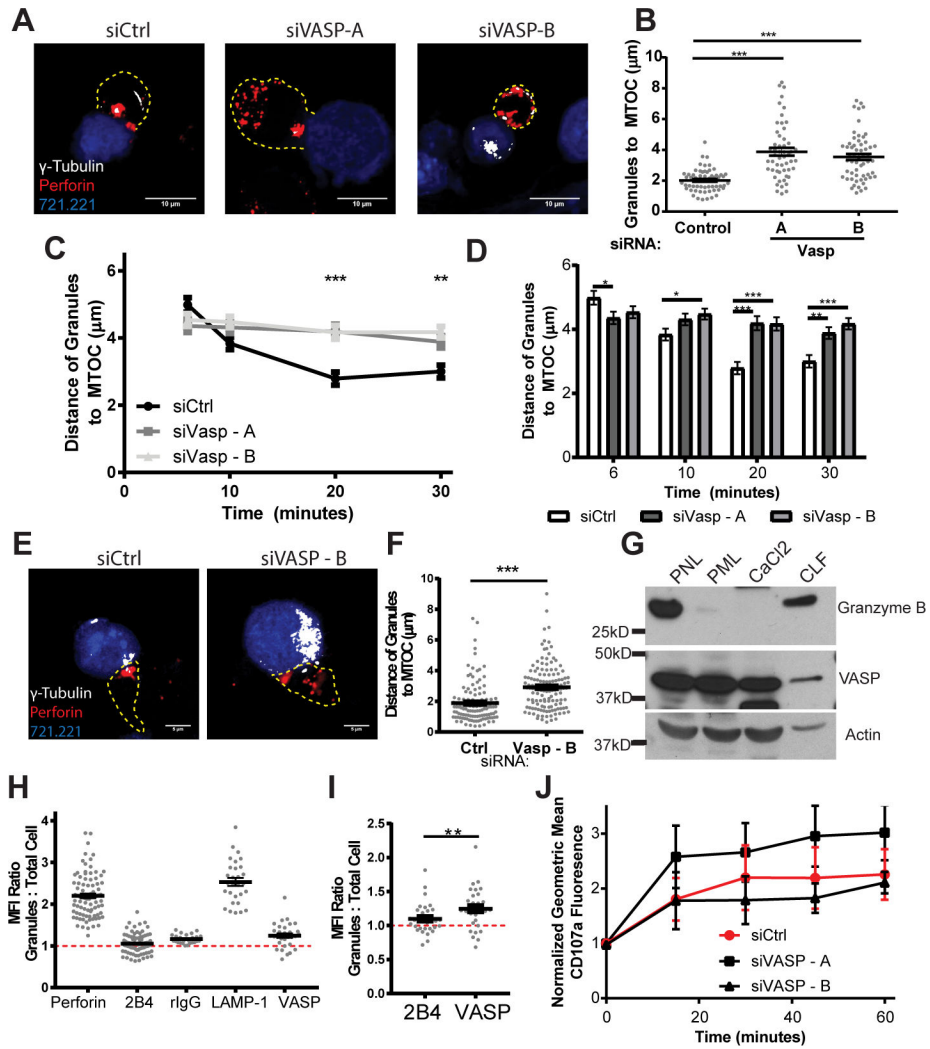 A
siCtrl
siVASP-A
siVASP-B
γ-Tubulin
Perforin
721.221
10 μm
10 μm
10 μm
B
Granules to MTOC (μm)
10
8
6
4
2
0
***
***
Control
A
B
siRNA:
Vasp
C
Distance of Granules
to MTOC (μm)
6
4
2
0
***
**
siCtrl
siVasp - A
siVasp - B
0
10
20
30
Time (minutes)
D
Distance of Granules
to MTOC (μm)
6
4
2
0
*
*
***
***
***
**
6
10
20
30
Time (minutes)
siCtrl
siVasp - A
siVasp - B
E
siCtrl
siVASP - B
γ-Tubulin
Perforin
721.221
5 μm
5 μm
F
Distance of Granules
to MTOC (μm)
10
8
6
4
2
0
***
Ctrl
Vasp - B
siRNA:
G
PNL
PML
CaCl2
CLF
Granzyme B
25kD
50kD
VASP
37kD
Actin
37kD
H
MFI Ratio
Granules : Total Cell
4
3
2
1
0
Perforin
2B4
rIgG
LAMP-1
VASP
I
MFI Ratio
Granules : Total Cell
2.5
2.0
1.5
1.0
0.5
0.0
**
2B4
VASP
J
Normalized Geometric Mean
CD107a Fluoresence
3
2
1
0
siCtrl
siVASP - A
siVASP - B
0
20
40
60
Time (minutes)